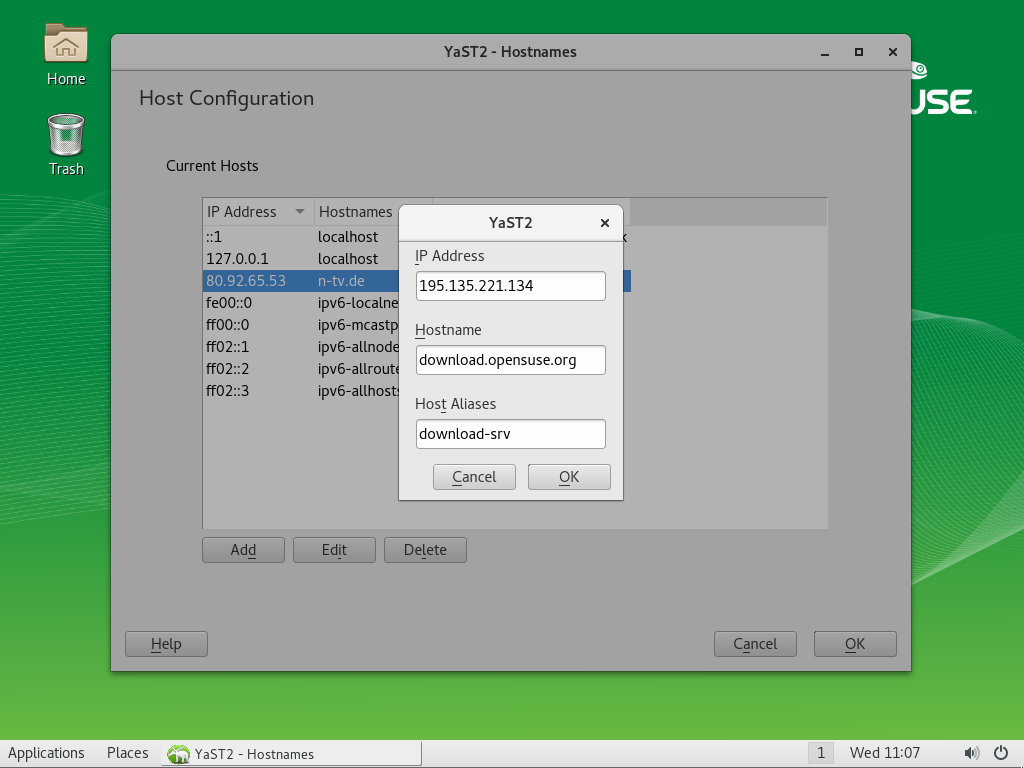 YaST2 - Hostnames
Home
USE
Host Configuration
Trash
Current Hosts
IP Address Hostnames
::1 localhost
127.0.0.1 localhost
80.92.65.53 n-tv.de
fe00::0 ipv6-localne
ff00::0 ipv6-mcastp
ff02::1 ipv6-allnode
ff02::2 ipv6-allroute
ff02::3 ipv6-allhosts
YaST2
IP Address
195.135.221.134
Hostname
download.opensuse.org
Host Aliases
download-srv
Cancel OK
Add Edit Delete
Help Cancel OK
Applications Places YaST2 - Hostnames 1 Wed 11:07